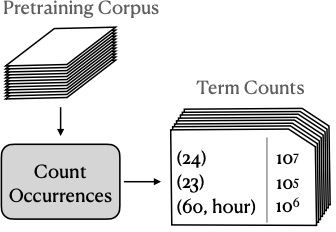 Pretraining Corpus
Term Counts
Count
Occurrences
(24) 10⁷
(23) 10⁵
(60, hour) 10⁶